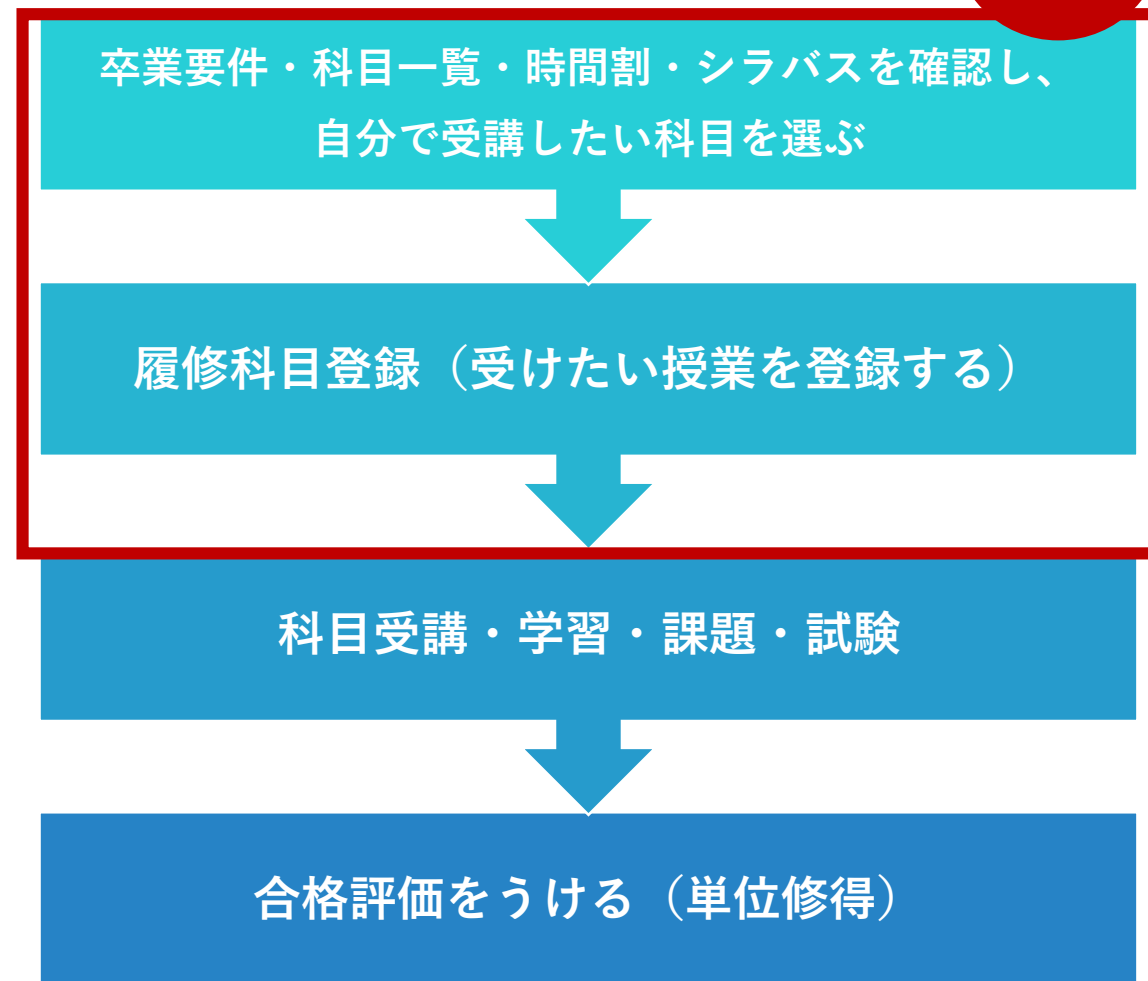 卒業要件・科目一覧・時間割・シラバスを確認し、
自分で受講したい科目を選ぶ
履修科目登録（受けたい授業を登録する）
科目受講・学習・課題・試験
合格評価をうける（単位修得）